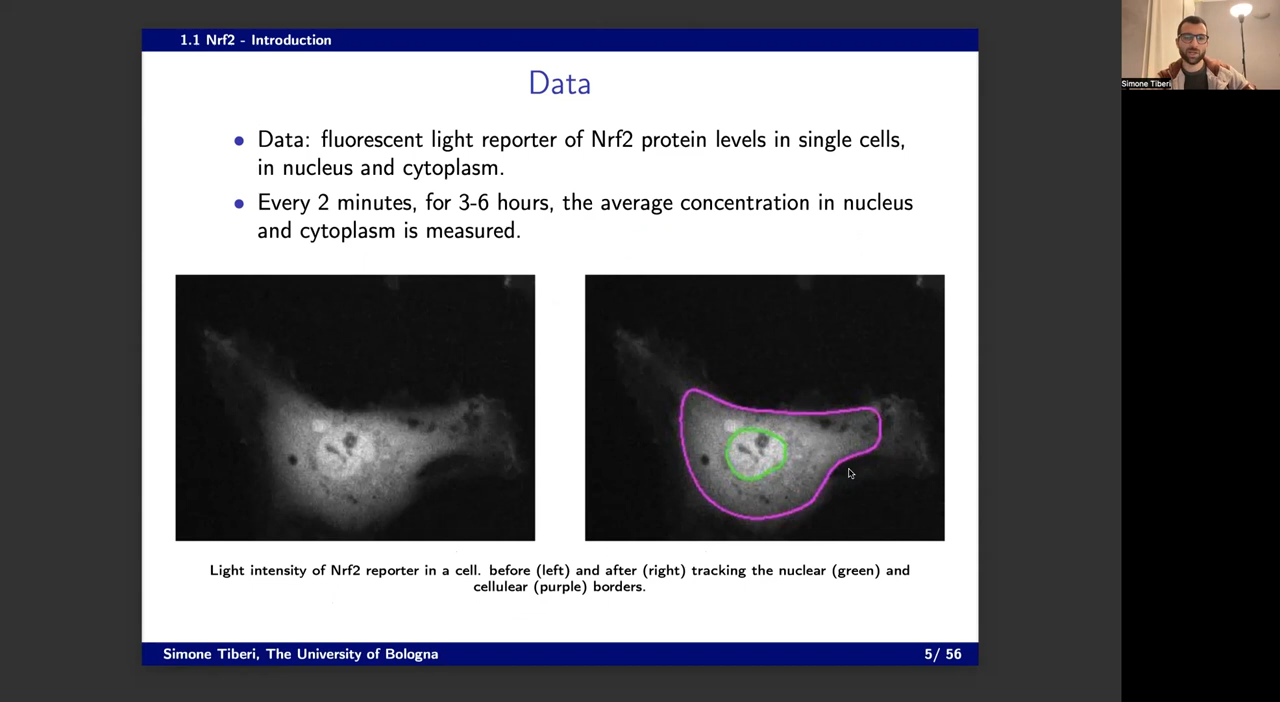 1.1 Nrf2 - Introduction
Data
• Data: fluorescent light reporter of Nrf2 protein levels in single cells,
in nucleus and cytoplasm.
• Every 2 minutes, for 3-6 hours, the average concentration in nucleus
and cytoplasm is measured.
Light intensity of Nrf2 reporter in a cell. before (left) and after (right) tracking the nuclear (green) and
cellulear (purple) borders.
Simone Tiberi, The University of Bologna
5/ 56
Simone Tiberi